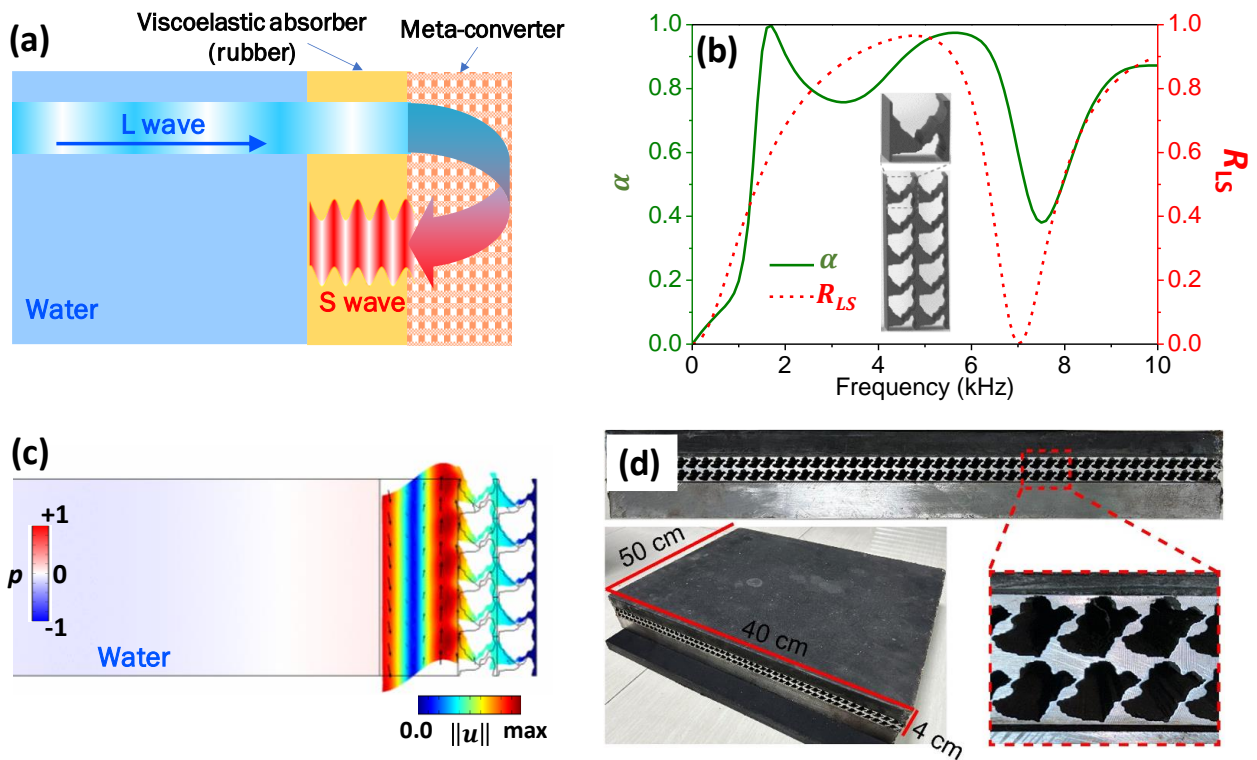 (a)
Viscoelastic absorber
(rubber)
Meta-converter
L wave
S wave
Water
(b)
1.0
0.8
0.6
0.4
0.2
0.0
α
α
R_LS
1.0
0.8
0.6
0.4
0.2
0.0
R_LS
0 2 4 6 8 10
Frequency (kHz)
(c)
+1
p 0
-1
Water
0.0 ||u|| max
(d)
50 cm
40 cm
4 cm